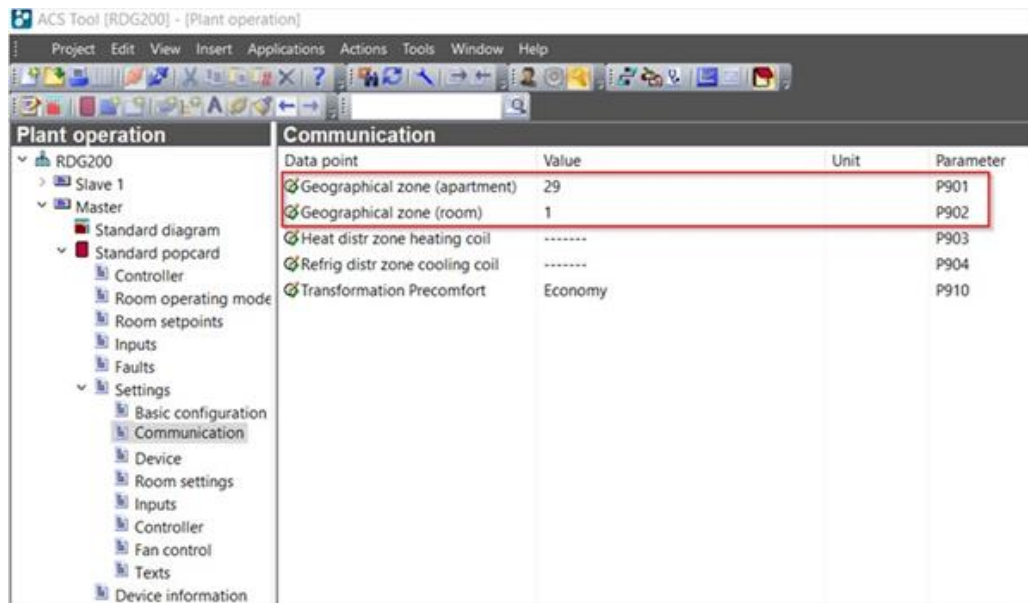 ACS Tool [RDG200] - [Plant operation]
Project Edit View Insert Applications Actions Tools Window Help
Plant operation
RDG200
Slave 1
Master
Standard diagram
Standard popcard
Controller
Room operating mode
Room setpoints
Inputs
Faults
Settings
Basic configuration
Communication
Device
Room settings
Inputs
Controller
Fan control
Texts
Device information
Communication
Data point Value Unit Parameter
Geographical zone (apartment) 29 P901
Geographical zone (room) 1 P902
Heat distr zone heating coil ------- P903
Refrig distr zone cooling coil ------- P904
Transformation Precomfort Economy P910